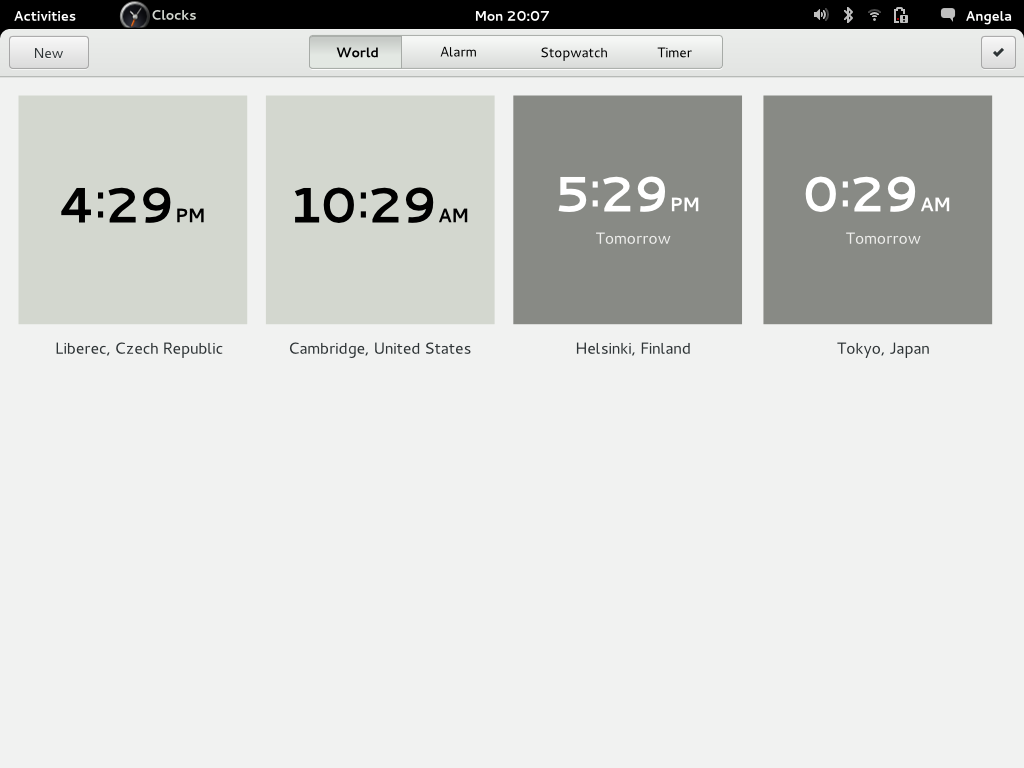 Activities Clocks Mon 20:07 Angela
New World Alarm Stopwatch Timer
4:29 PM
10:29 AM
5:29 PM
Tomorrow
0:29 AM
Tomorrow
Liberec, Czech Republic
Cambridge, United States
Helsinki, Finland
Tokyo, Japan